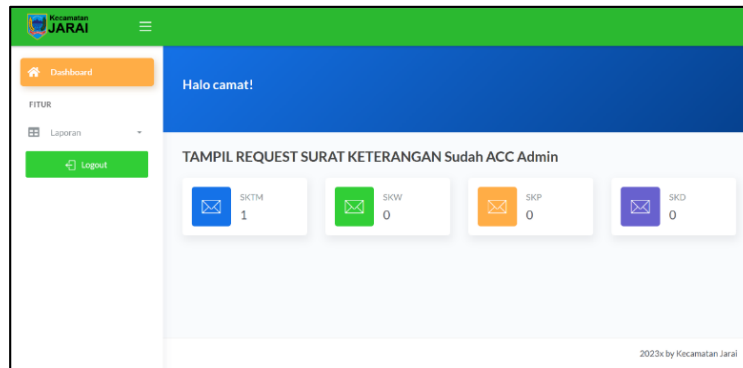 Kecamatan
JARAI
Dashboard
FITUR
Laporan
Logout
Halo camat!
TAMPIL REQUEST SURAT KETERANGAN Sudah ACC Admin
SKTM
1
SKW
0
SKP
0
SKD
0
2023x by Kecamatan Jarai